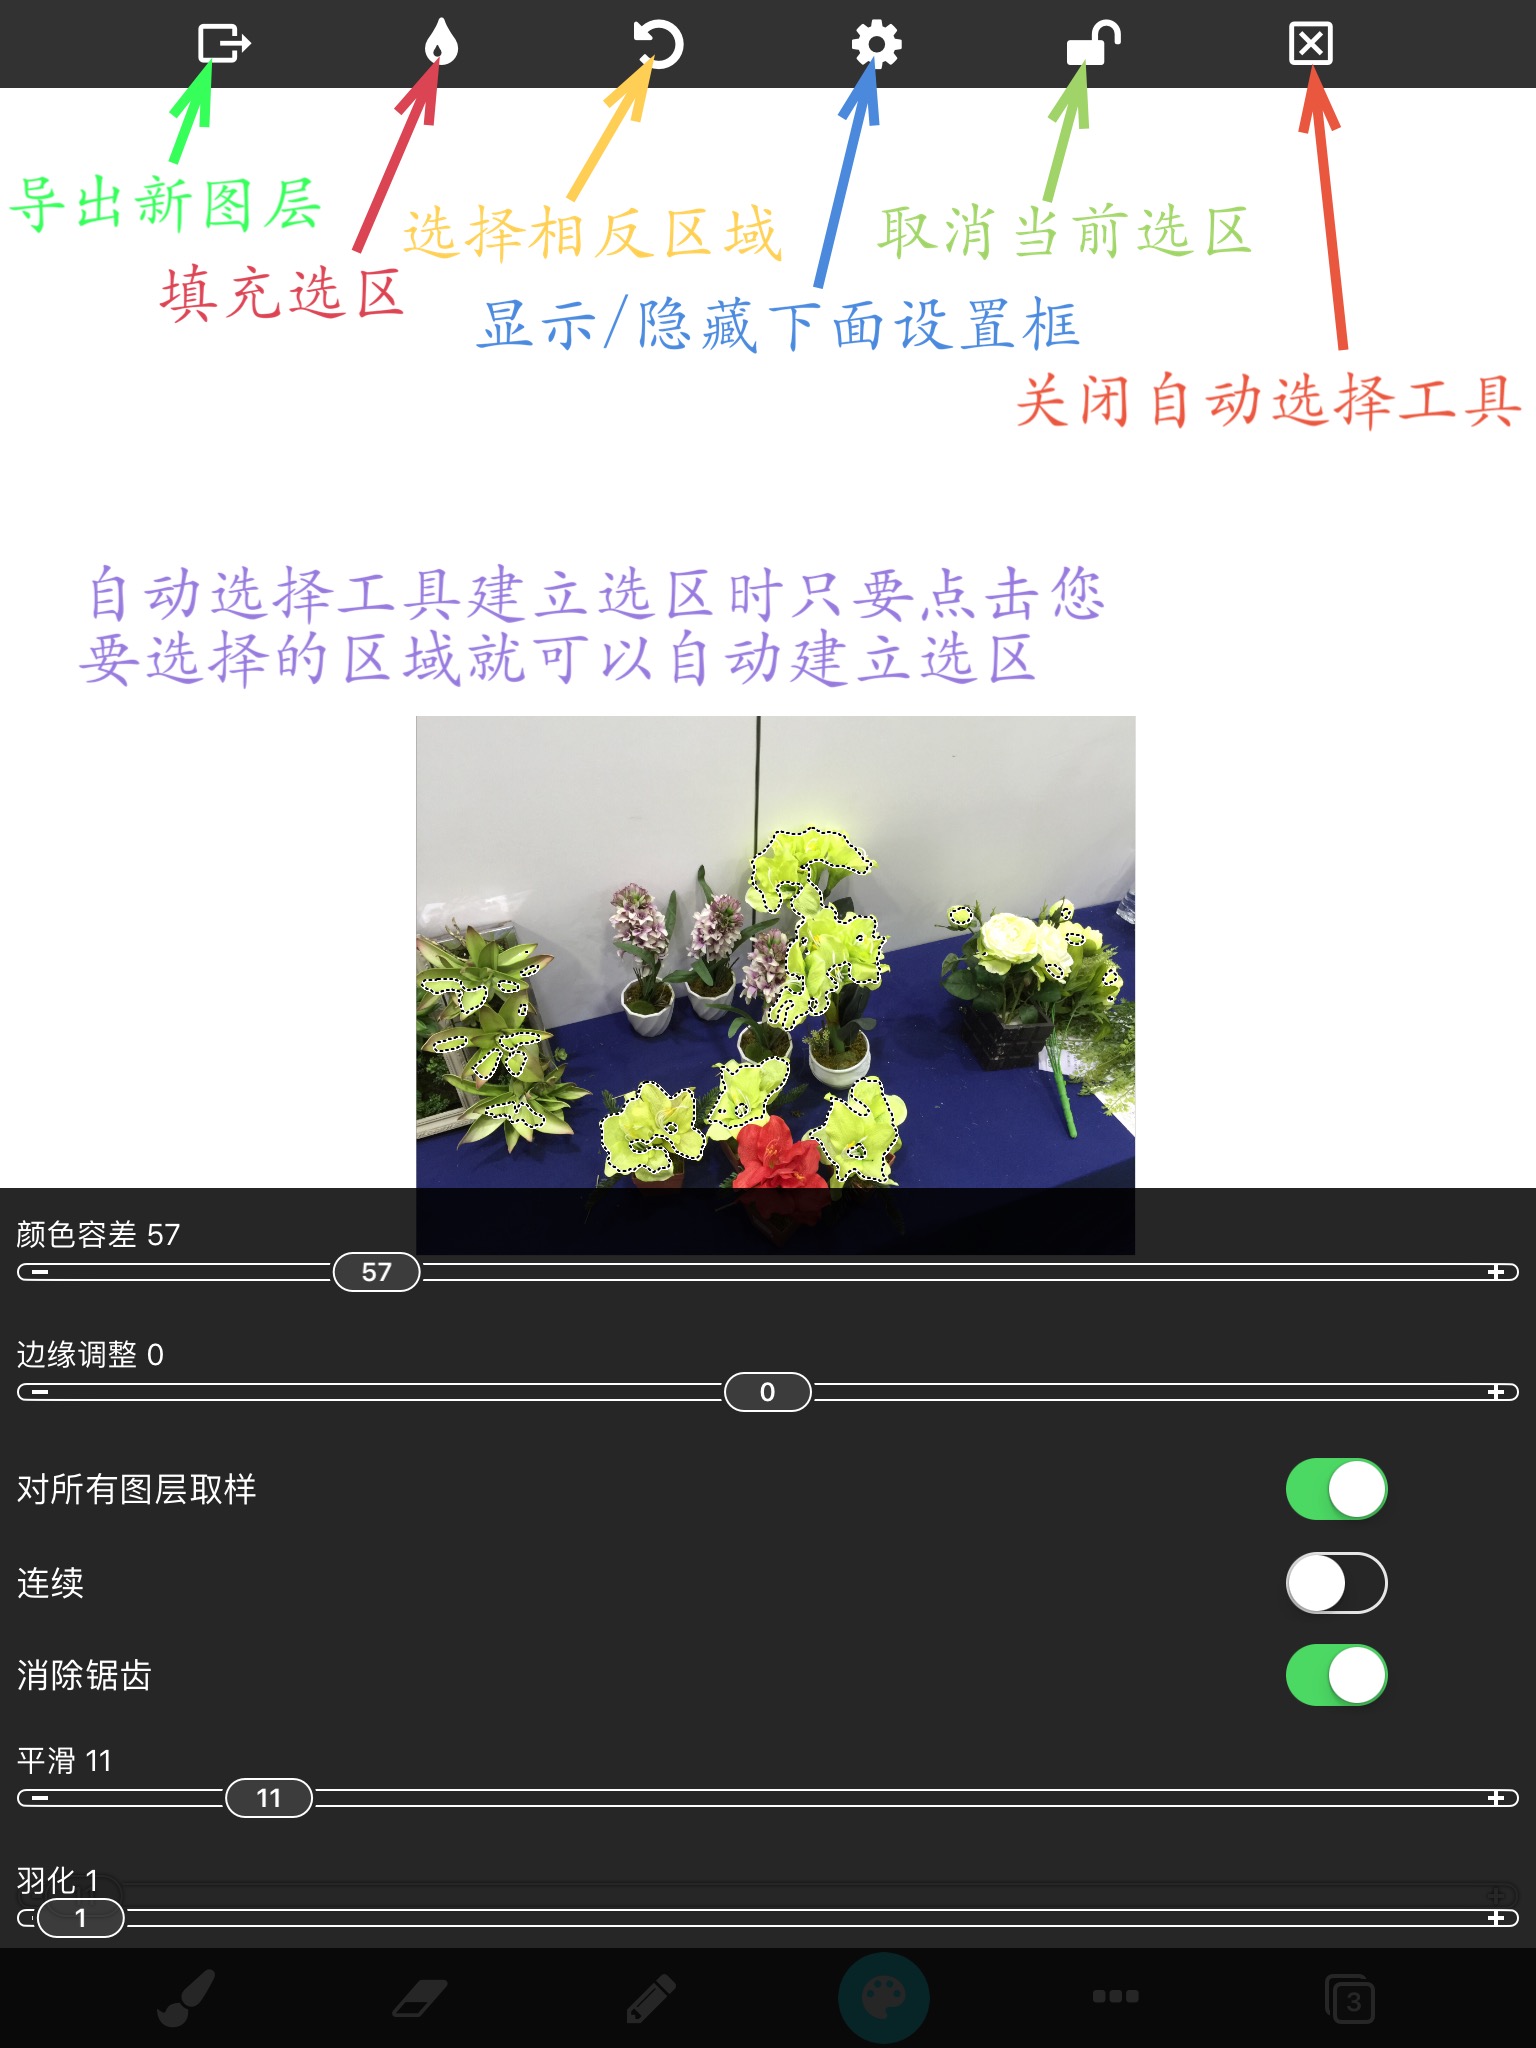 导出新图层
选择相反区域
取消当前选区
填充选区
显示/隐藏下面设置框
关闭自动选择工具
自动选择工具建立选区时只要点击您
要选择的区域就可以自动建立选区
颜色容差 57
57
边缘调整 0
0
对所有图层取样
连续
消除锯齿
平滑 11
11
羽化 1
1
3